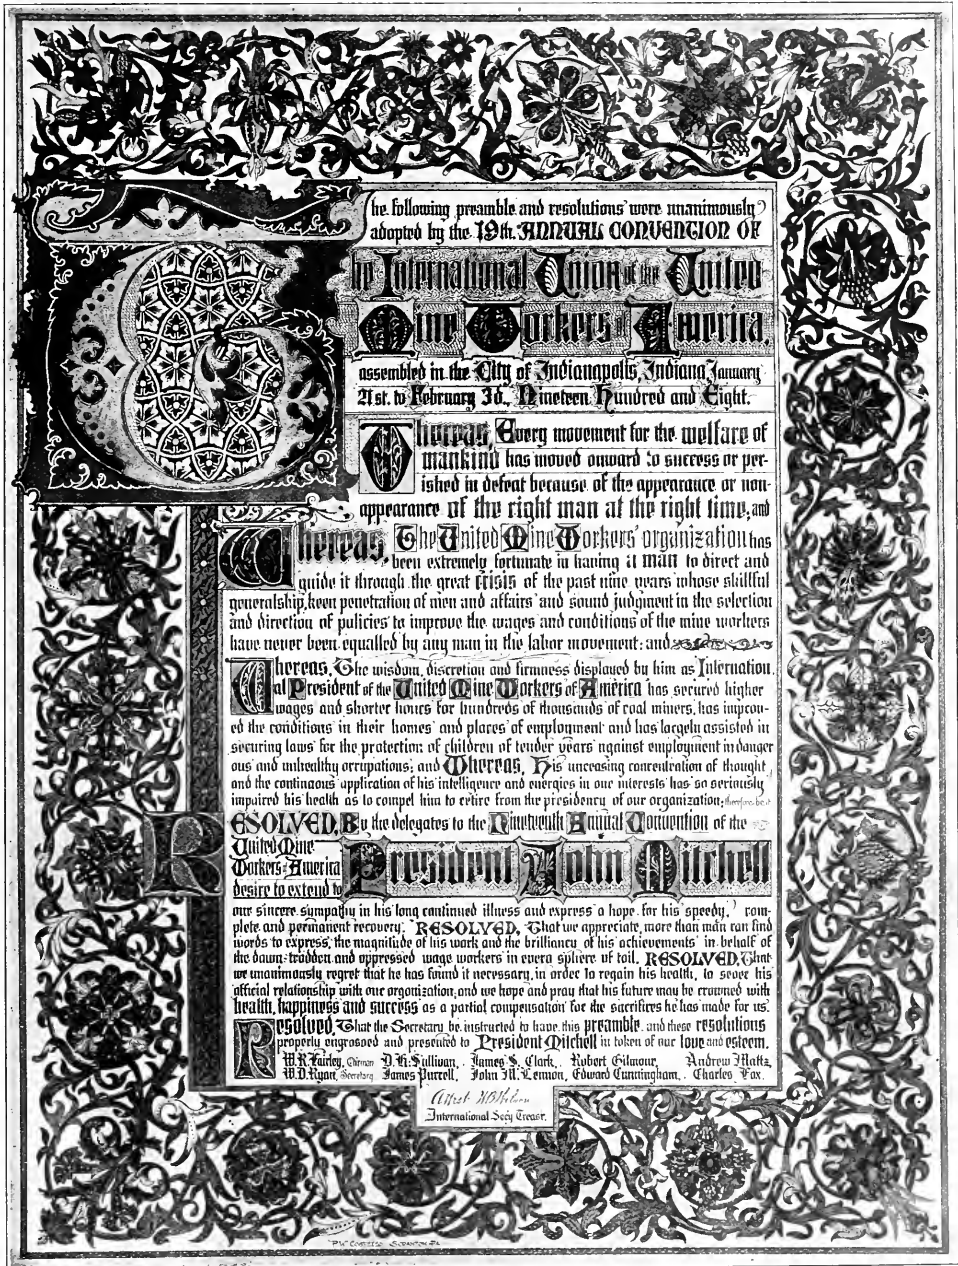 The following preamble and resolutions were unanimously
adopted by the 19th. ANNUAL CONVENTION OF
The International Union of the United
Mine Workers of America,
assembled in the City of Indianapolis, Indiana, January
21st. to February 3d., Nineteen Hundred and Eight.
Whereas, Every movement for the welfare of
mankind has moved onward to success or per-
ished in defeat because of the appearance or non-
appearance of the right man at the right time, and
Whereas, The United Mine Workers' organization has
been extremely fortunate in having a man to direct and
guide it through the great crisis of the past nine years whose skillful
generalship, keen penetration of men and affairs and sound judgment in the selection
and direction of policies to improve the wages and conditions of the mine workers
have never been equalled by any man in the labor movement: and
Whereas, The wisdom, discretion and firmness displayed by him as Internation
al President of the United Mine Workers of America has secured higher
wages and shorter hours for hundreds of thousands of coal miners, has improv-
ed the conditions in their homes and places of employment and has largely assisted in
securing laws for the protection of children of tender years against employment in danger
ous and unhealthy occupations; and Whereas, His unceasing concentration of thought
and the continuous application of his intelligence and energies in our interests has so seriously
impaired his health as to compel him to retire from the presidency of our organization; therefore, be it
RESOLVED, By the delegates to the Nineteenth Annual Convention of the
United Mine
Workers of America
desire to extend to
President John Mitchell
our sincere sympathy in his long continued illness and express a hope for his speedy, com-
plete and permanent recovery. RESOLVED, That we appreciate, more than man can find
words to express, the magnitude of his work and the brilliancy of his achievements in behalf of
the down-trodden and oppressed wage workers in every sphere of toil. RESOLVED, That
we unanimously regret that he has found it necessary, in order to regain his health, to sever his
official relationship with our organization, and we hope and pray that his future may be crowned with
health, happiness and success as a partial compensation for the sacrifices he has made for us.
Resolved, That the Secretary be instructed to have this preamble and these resolutions
properly engrossed and presented to President Mitchell in token of our love and esteem.
W. R. Fairley, Chairman D. H. Sullivan, James S. Clark, Robert Gilmour, Andrew Mattz
W. D. Ryan, Secretary James Purcell, John M. Lennon, Edward Cunningham, Charles Fox.
Attest W B Wilson
International Secy Treasr.
SCRANTON PA